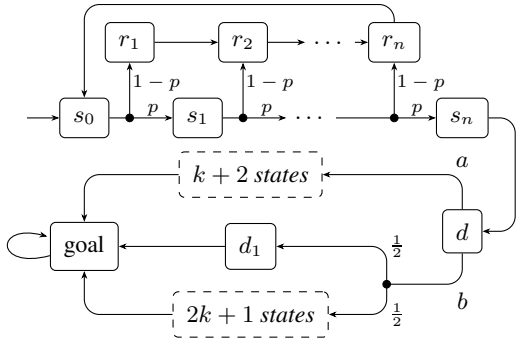 r₁ r₂ ⋯ rₙ
1 − p 1 − p 1 − p
s₀ p s₁ p ⋯ p sₙ
k + 2 states a
goal d₁ ½ d
2k + 1 states ½ b